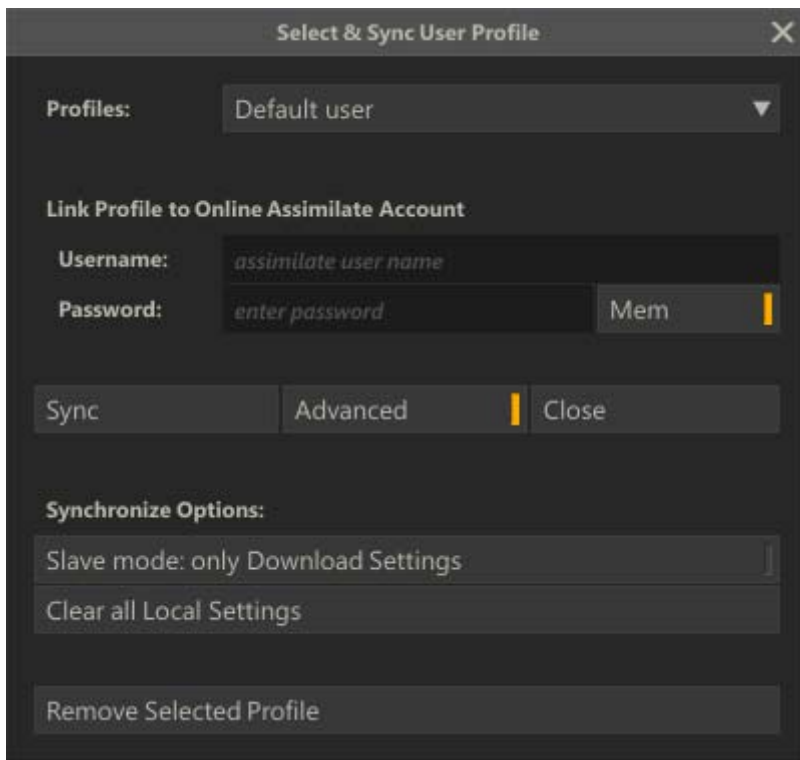 Select & Sync User Profile
Profiles: Default user
Link Profile to Online Assimilate Account
Username: assimilate user name
Password: enter password Mem
Sync Advanced Close
Synchronize Options:
Slave mode: only Download Settings
Clear all Local Settings
Remove Selected Profile